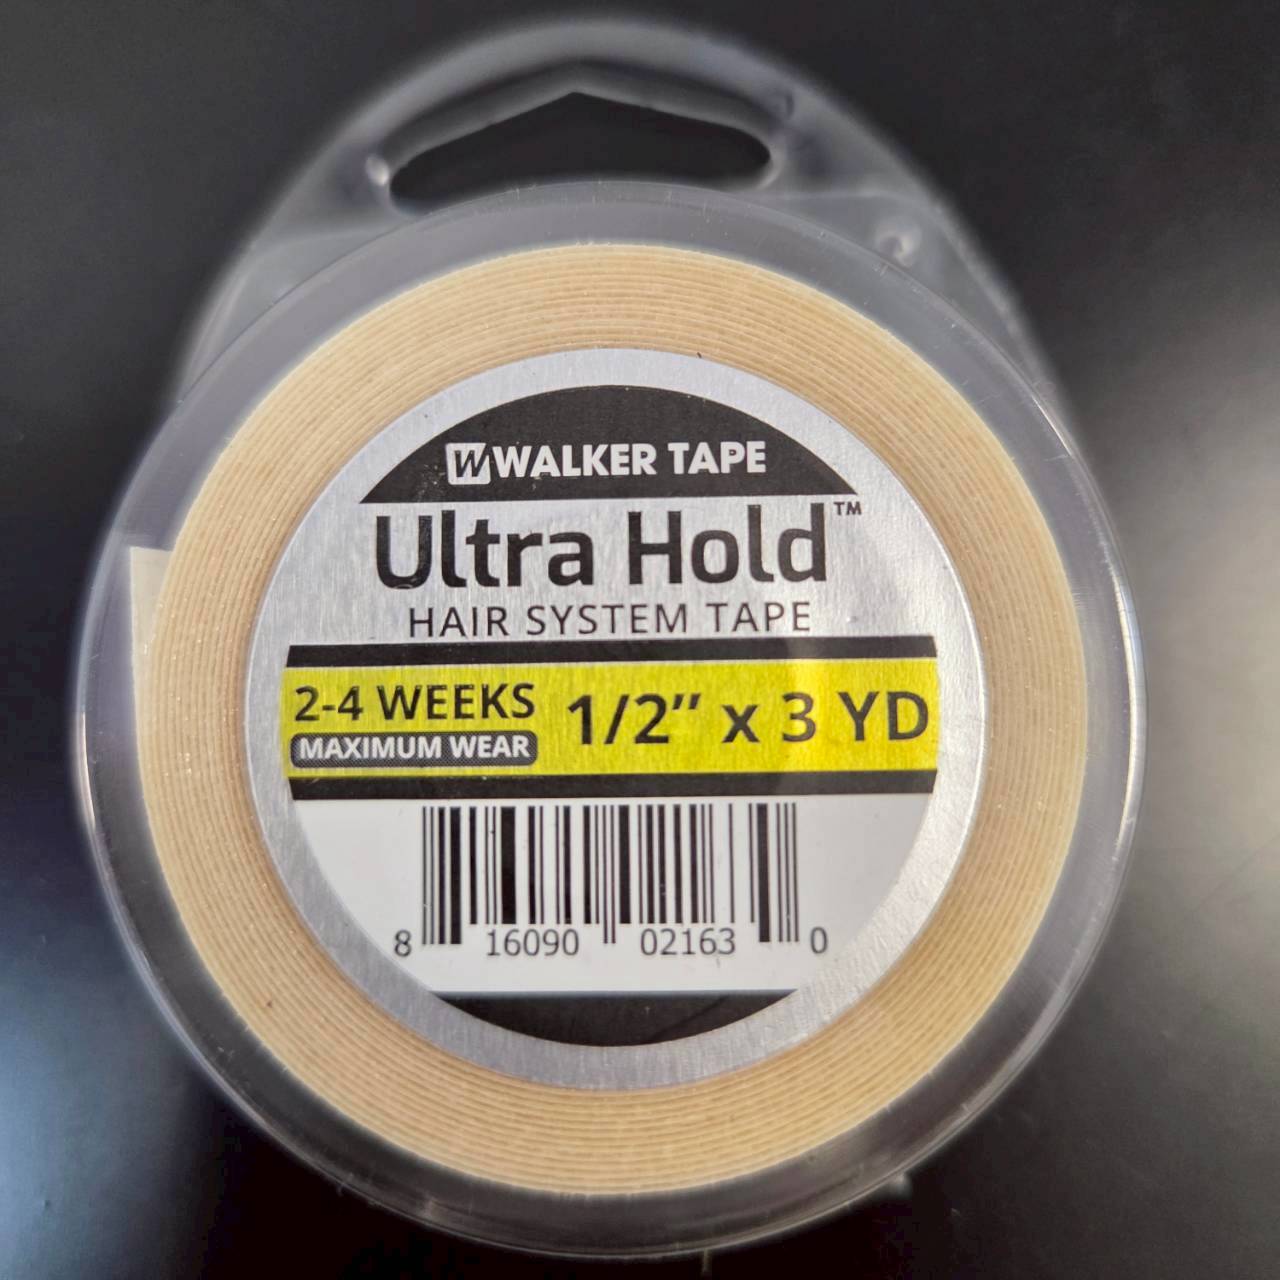 W WALKER TAPE
Ultra Hold™
HAIR SYSTEM TAPE
2-4 WEEKS
MAXIMUM WEAR
1/2″ x 3 YD
8 16090 02163 0